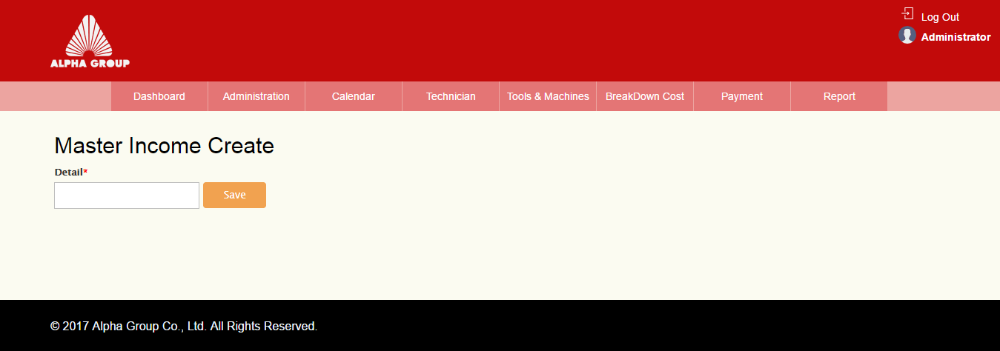 Log Out
ALPHA GROUP
Administrator
Dashboard Administration Calendar Technician Tools & Machines BreakDown Cost Payment Report
Master Income Create
Detail*
Save
© 2017 Alpha Group Co., Ltd. All Rights Reserved.